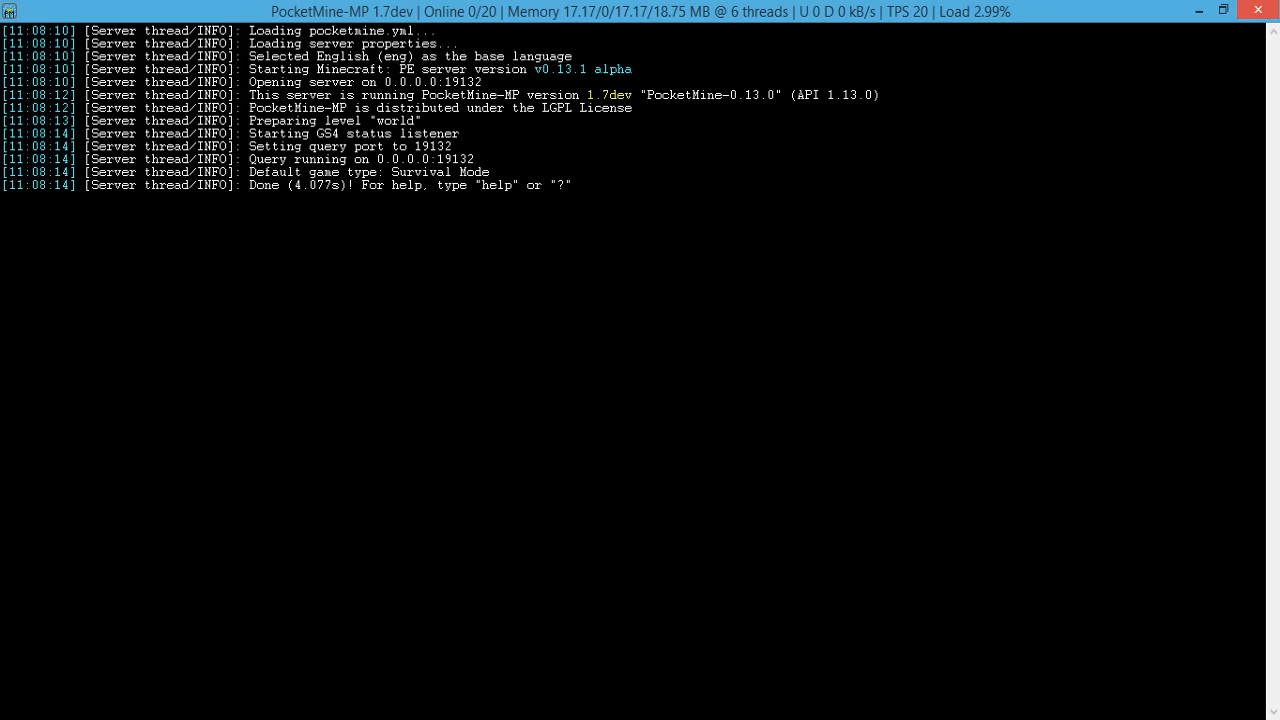 PocketMine-MP 1.7dev | Online 0/20 | Memory 17.17/0/17.17/18.75 MB @ 6 threads | U 0 D 0 kB/s | TPS 20 | Load 2.99%
[11:08:10] [Server thread/INFO]: Loading pocketmine.yml...
[11:08:10] [Server thread/INFO]: Loading server properties...
[11:08:10] [Server thread/INFO]: Selected English (eng) as the base language
[11:08:10] [Server thread/INFO]: Starting Minecraft: PE server version v0.13.1 alpha
[11:08:10] [Server thread/INFO]: Opening server on 0.0.0.0:19132
[11:08:12] [Server thread/INFO]: This server is running PocketMine-MP version 1.7dev "PocketMine-0.13.0" (API 1.13.0)
[11:08:12] [Server thread/INFO]: PocketMine-MP is distributed under the LGPL License
[11:08:13] [Server thread/INFO]: Preparing level "world"
[11:08:14] [Server thread/INFO]: Starting GS4 status listener
[11:08:14] [Server thread/INFO]: Setting query port to 19132
[11:08:14] [Server thread/INFO]: Query running on 0.0.0.0:19132
[11:08:14] [Server thread/INFO]: Default game type: Survival Mode
[11:08:14] [Server thread/INFO]: Done (4.077s)! For help, type "help" or "?"